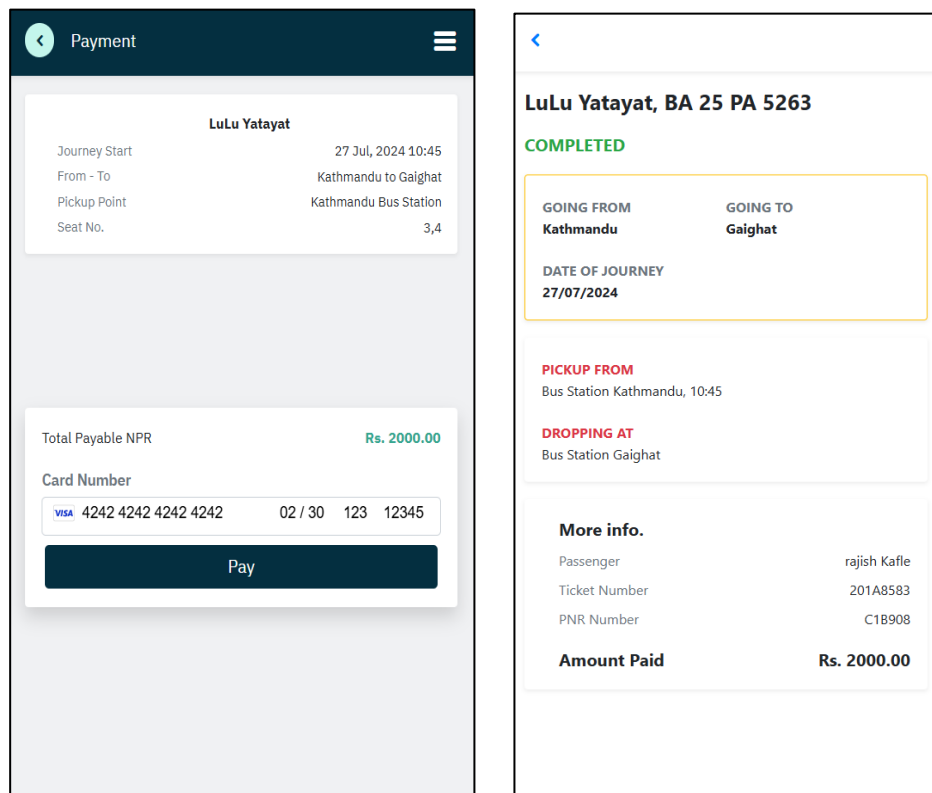 Payment
LuLu Yatayat
Journey Start 27 Jul, 2024 10:45
From - To Kathmandu to Gaighat
Pickup Point Kathmandu Bus Station
Seat No. 3,4
Total Payable NPR Rs. 2000.00
Card Number
VISA 4242 4242 4242 4242 02 / 30 123 12345
Pay
LuLu Yatayat, BA 25 PA 5263
COMPLETED
GOING FROM GOING TO
Kathmandu Gaighat
DATE OF JOURNEY
27/07/2024
PICKUP FROM
Bus Station Kathmandu, 10:45
DROPPING AT
Bus Station Gaighat
More info.
Passenger rajish Kafle
Ticket Number 201A8583
PNR Number C1B908
Amount Paid Rs. 2000.00